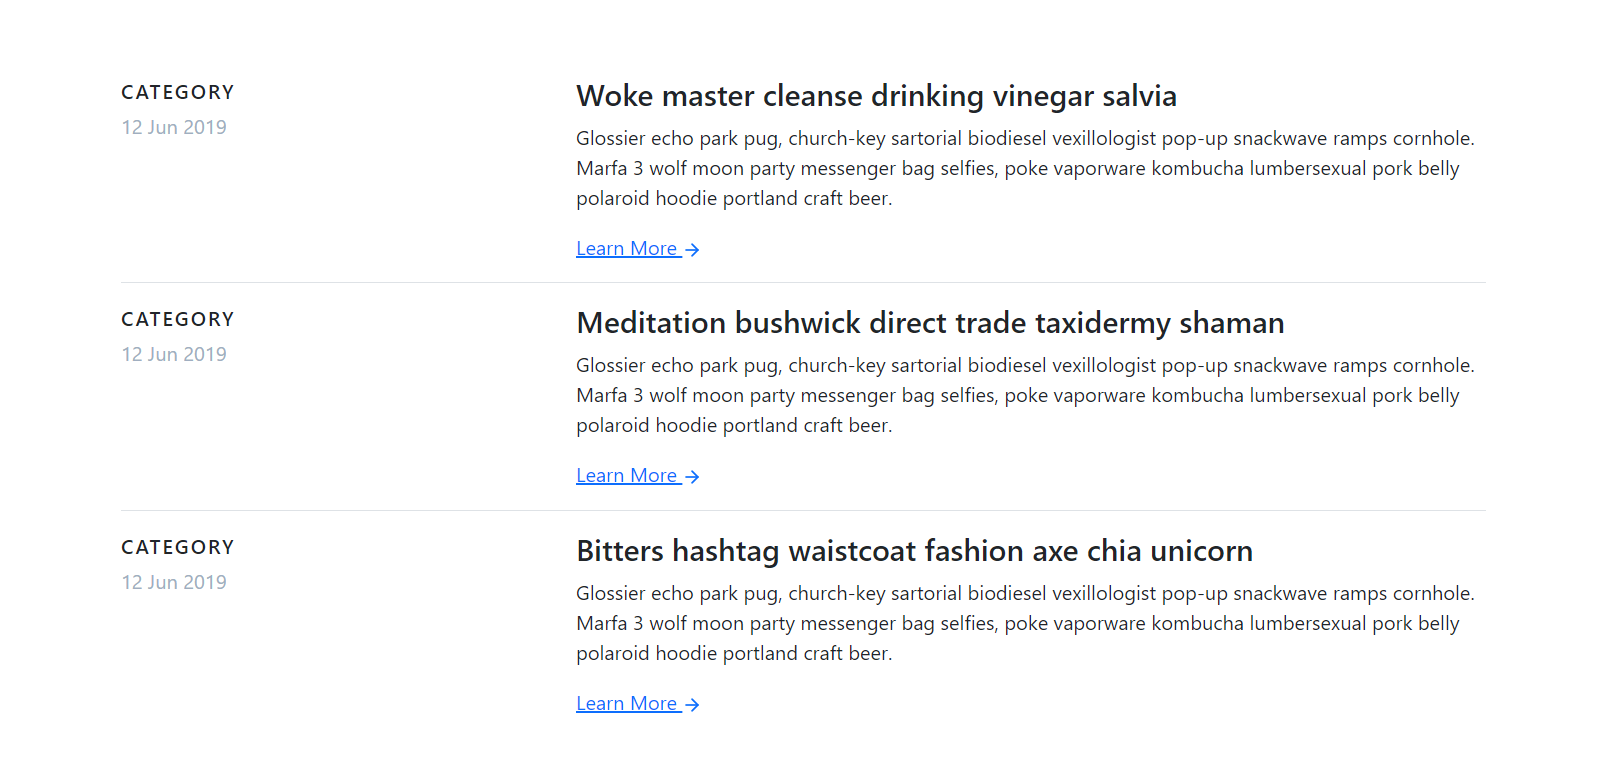 CATEGORY
12 Jun 2019
Woke master cleanse drinking vinegar salvia
Glossier echo park pug, church-key sartorial biodiesel vexillologist pop-up snackwave ramps cornhole.
Marfa 3 wolf moon party messenger bag selfies, poke vaporware kombucha lumbersexual pork belly
polaroid hoodie portland craft beer.
Learn More →
CATEGORY
12 Jun 2019
Meditation bushwick direct trade taxidermy shaman
Glossier echo park pug, church-key sartorial biodiesel vexillologist pop-up snackwave ramps cornhole.
Marfa 3 wolf moon party messenger bag selfies, poke vaporware kombucha lumbersexual pork belly
polaroid hoodie portland craft beer.
Learn More →
CATEGORY
12 Jun 2019
Bitters hashtag waistcoat fashion axe chia unicorn
Glossier echo park pug, church-key sartorial biodiesel vexillologist pop-up snackwave ramps cornhole.
Marfa 3 wolf moon party messenger bag selfies, poke vaporware kombucha lumbersexual pork belly
polaroid hoodie portland craft beer.
Learn More →